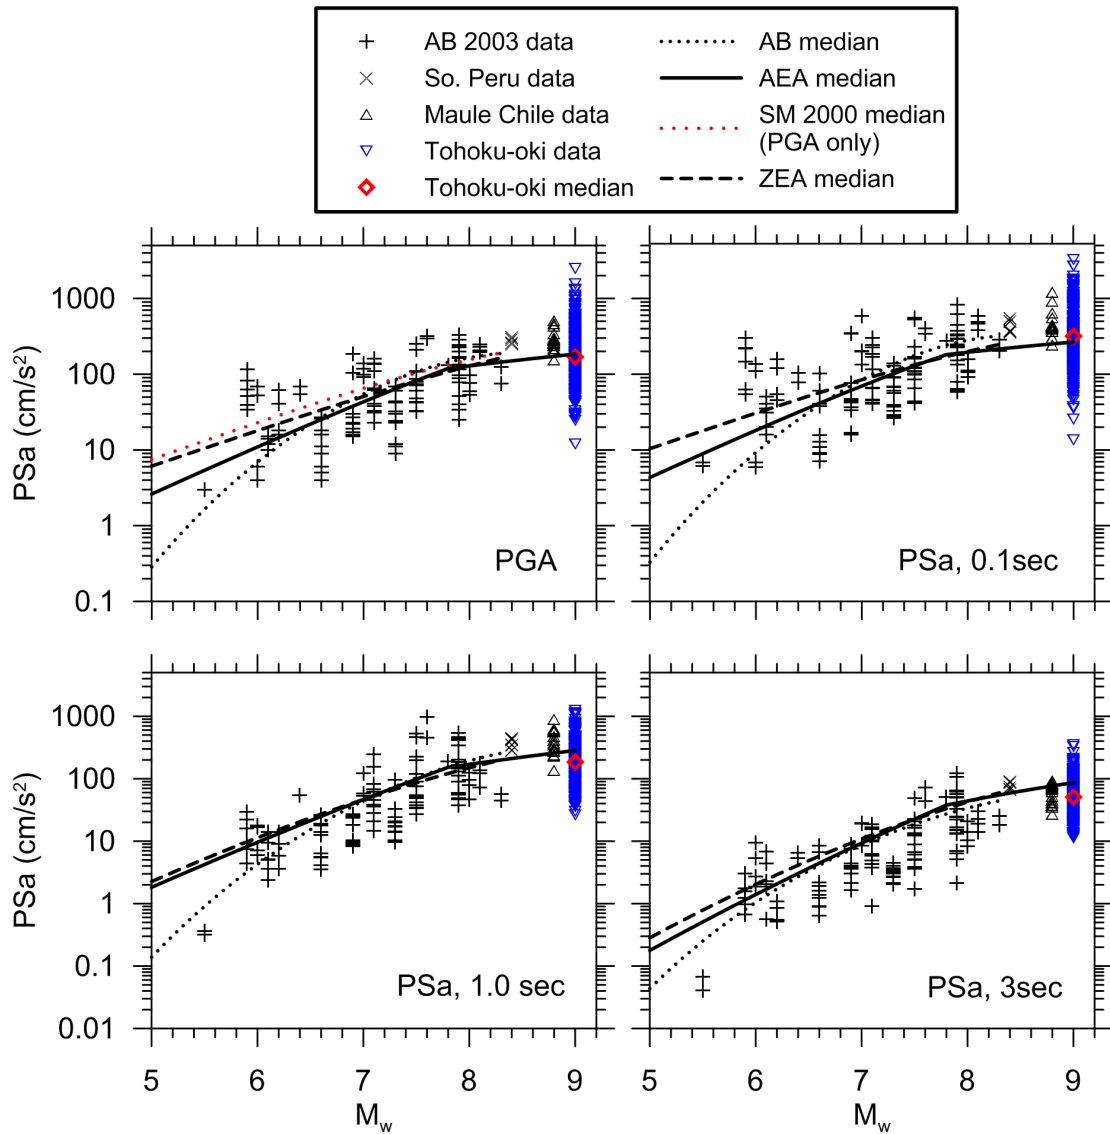 AB 2003 data
So. Peru data
Maule Chile data
Tohoku-oki data
Tohoku-oki median
AB median
AEA median
SM 2000 median
(PGA only)
ZEA median
PSa (cm/s²)
1000
100
10
1
0.1
PGA
PSa, 0.1sec
PSa (cm/s²)
1000
100
10
1
0.1
0.01
PSa, 1.0 sec
PSa, 3sec
5 6 7 8 9
5 6 7 8 9
Mw
Mw